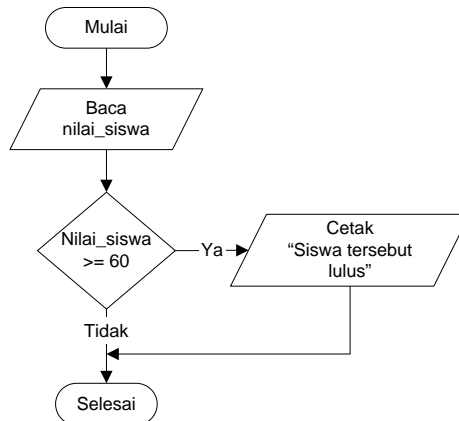 Mulai
Baca
nilai_siswa
Nilai_siswa
>= 60
Ya
Cetak
“Siswa tersebut
lulus”
Tidak
Selesai